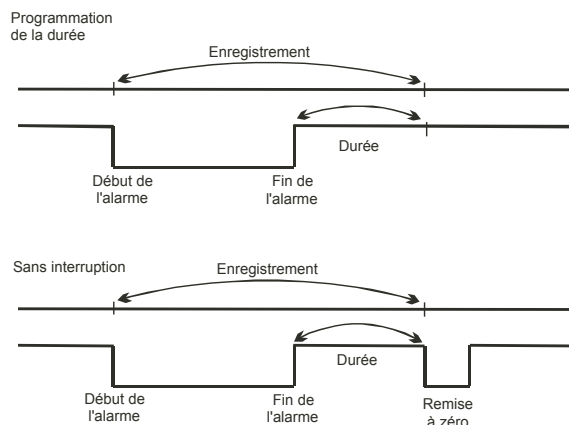 Programmation
de la durée
Enregistrement
Durée
Début de
l'alarme
Fin de
l'alarme
Sans interruption
Enregistrement
Durée
Début de
l'alarme
Fin de
l'alarme
Remise
à zéro